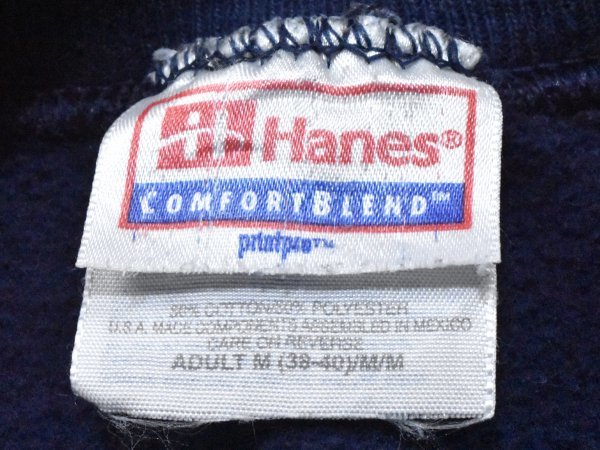 Hanes®
COMFORTBLEND™
printpro™
50% COTTON/50% POLYESTER
U.S.A. MADE COMPONENTS ASSEMBLED IN MEXICO
CARE ON REVERSE
ADULT M (38-40)/M/M